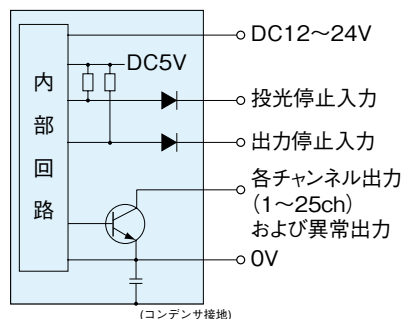 DC12～24V
DC5V
内部回路
投光停止入力
出力停止入力
各チャンネル出力
（1～25ch）
および異常出力
0V
(コンデンサ接地)